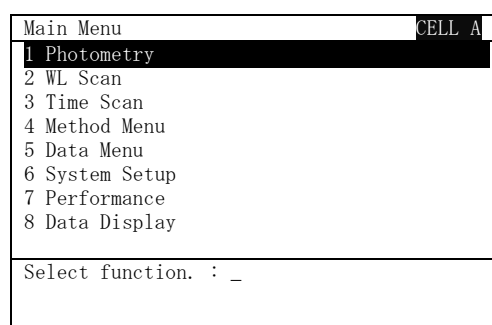 Main Menu CELL A
1 Photometry
2 WL Scan
3 Time Scan
4 Method Menu
5 Data Menu
6 System Setup
7 Performance
8 Data Display
Select function. : _